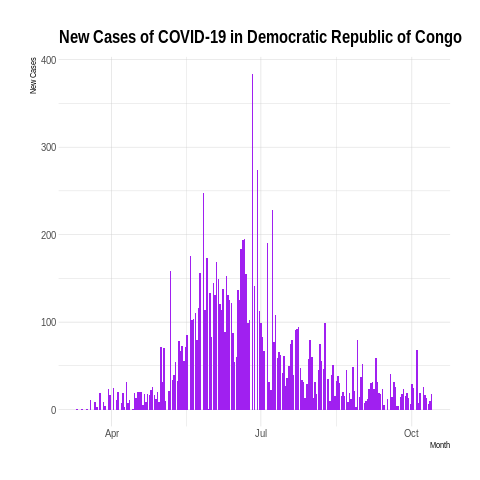 New Cases of COVID-19 in Democratic Republic of Congo
New Cases
400
300
200
100
0
Apr
Jul
Oct
Month